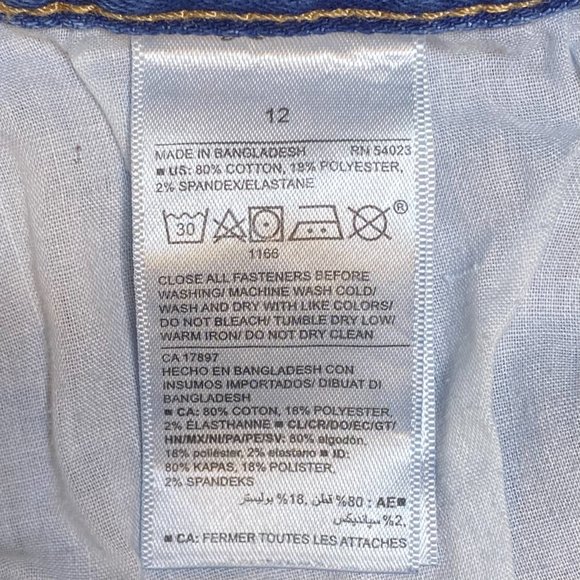 12
MADE IN BANGLADESH RN 54023
■ US: 80% COTTON, 18% POLYESTER,
2% SPANDEX/ELASTANE
30 ®
1166
CLOSE ALL FASTENERS BEFORE
WASHING/ MACHINE WASH COLD/
WASH AND DRY WITH LIKE COLORS/
DO NOT BLEACH/ TUMBLE DRY LOW/
WARM IRON/ DO NOT DRY CLEAN
CA 17897
HECHO EN BANGLADESH CON
INSUMOS IMPORTADOS/ DIBUAT DI
BANGLADESH
■ CA: 80% COTON, 18% POLYESTER,
2% ÉLASTHANNE ■ CL/CR/DO/EC/GT/
HN/MX/NI/PA/PE/SV: 80% algodón,
18% poliéster, 2% elastano ■ ID:
80% KAPAS, 18% POLISTER,
2% SPANDEKS
■ AE: 80% قطن, 18% بوليستر
2%, سبانديكس
■ CA: FERMER TOUTES LES ATTACHES